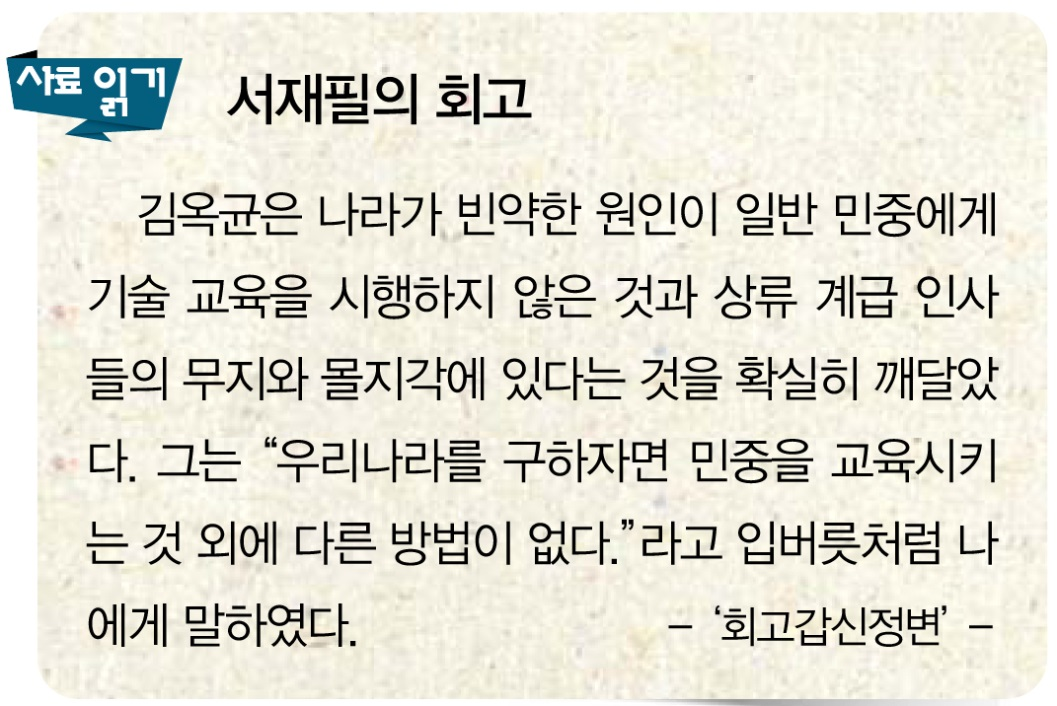 사료 읽기
서재필의 회고
김옥균은 나라가 빈약한 원인이 일반 민중에게
기술 교육을 시행하지 않은 것과 상류 계급 인사
들의 무지와 몰지각에 있다는 것을 확실히 깨달았
다. 그는 “우리나라를 구하자면 민중을 교육시키
는 것 외에 다른 방법이 없다.”라고 입버릇처럼 나
에게 말하였다. – ‘회고갑신정변’ –